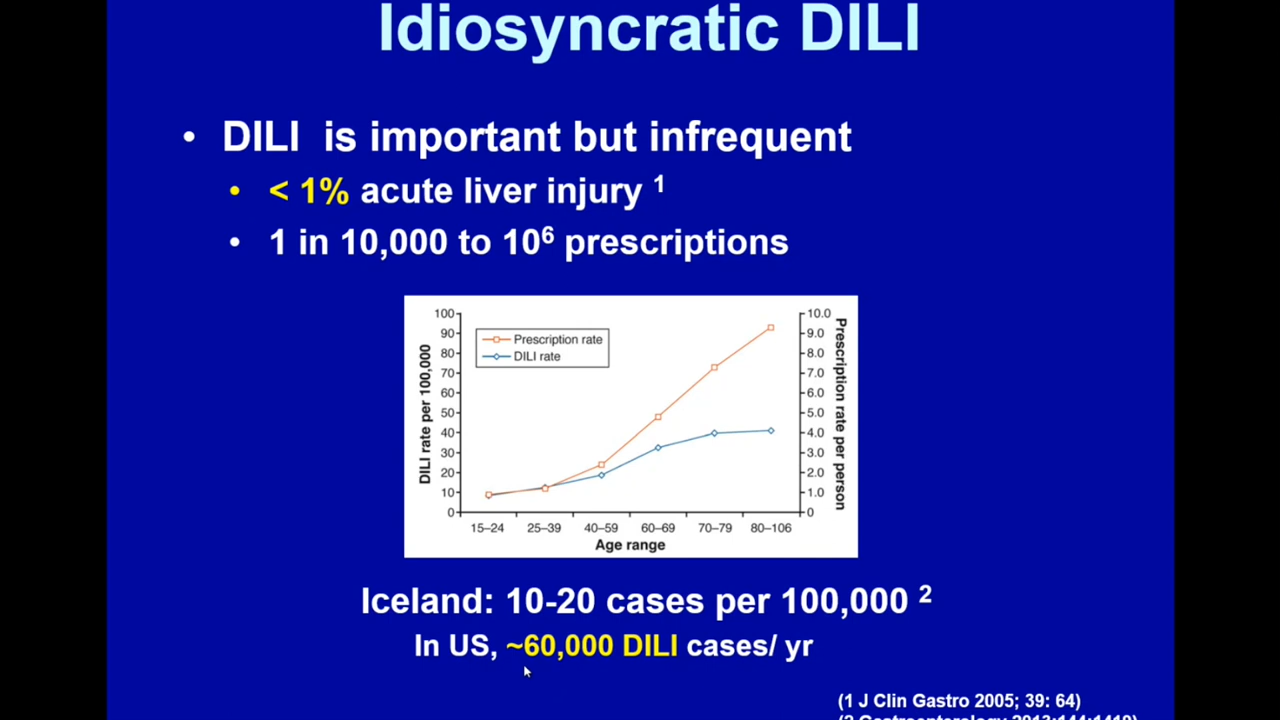 Idiosyncratic DILI
• DILI is important but infrequent
• < 1% acute liver injury 1
• 1 in 10,000 to 10⁶ prescriptions
100
90
80
70
60
50
40
30
20
10
0
DILI rate per 100,000
Prescription rate
DILI rate
10.0
9.0
8.0
7.0
6.0
5.0
4.0
3.0
2.0
1.0
0
Prescription rate per person
15–24 25–39 40–59 60–69 70–79 80–106
Age range
Iceland: 10-20 cases per 100,000 2
In US, ~60,000 DILI cases/ yr
(1 J Clin Gastro 2005; 39: 64)
(2 Gastroenterology 2013;144:1419)